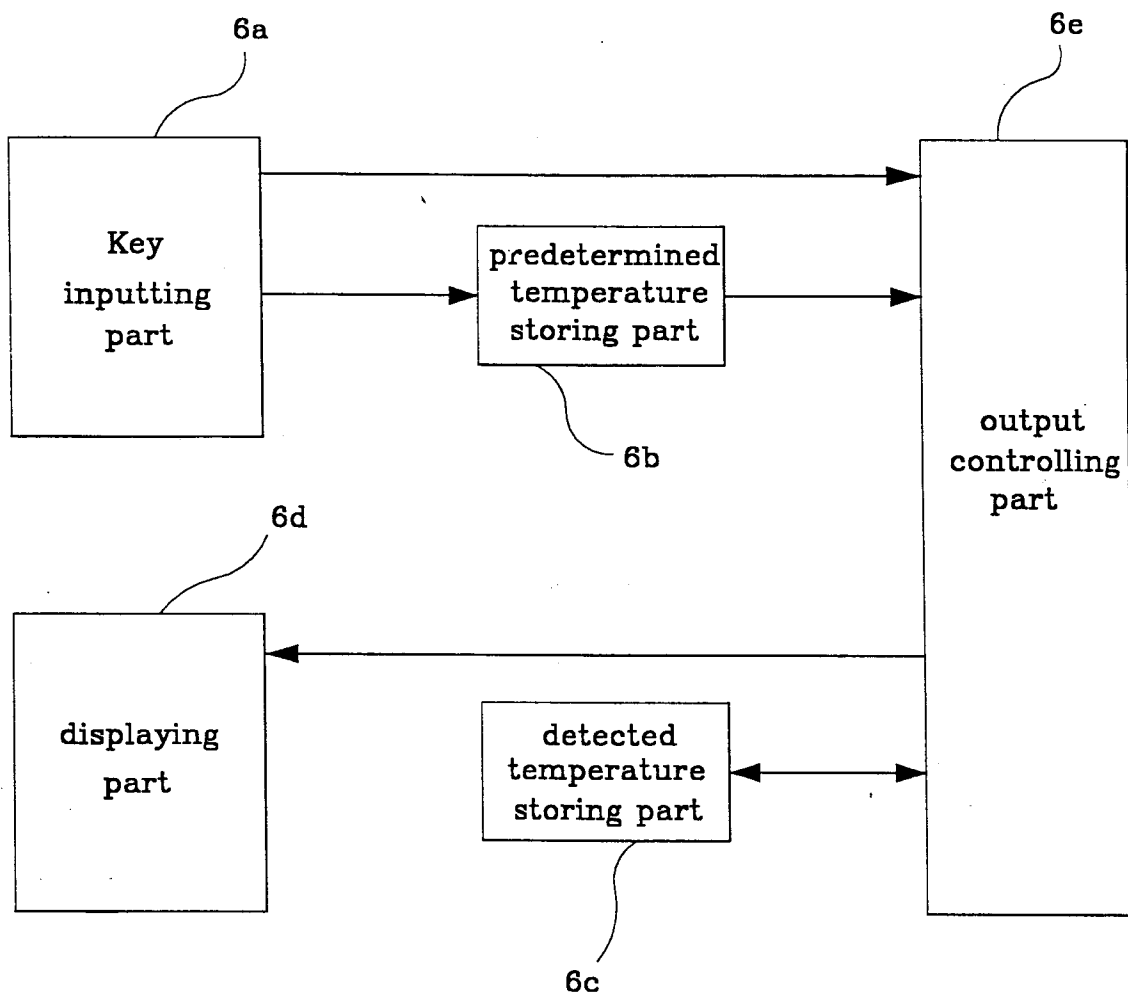 6a
6e
Key
inputting
part
predetermined
temperature
storing part
6b
output
controlling
part
6d
displaying
part
detected
temperature
storing part
6c